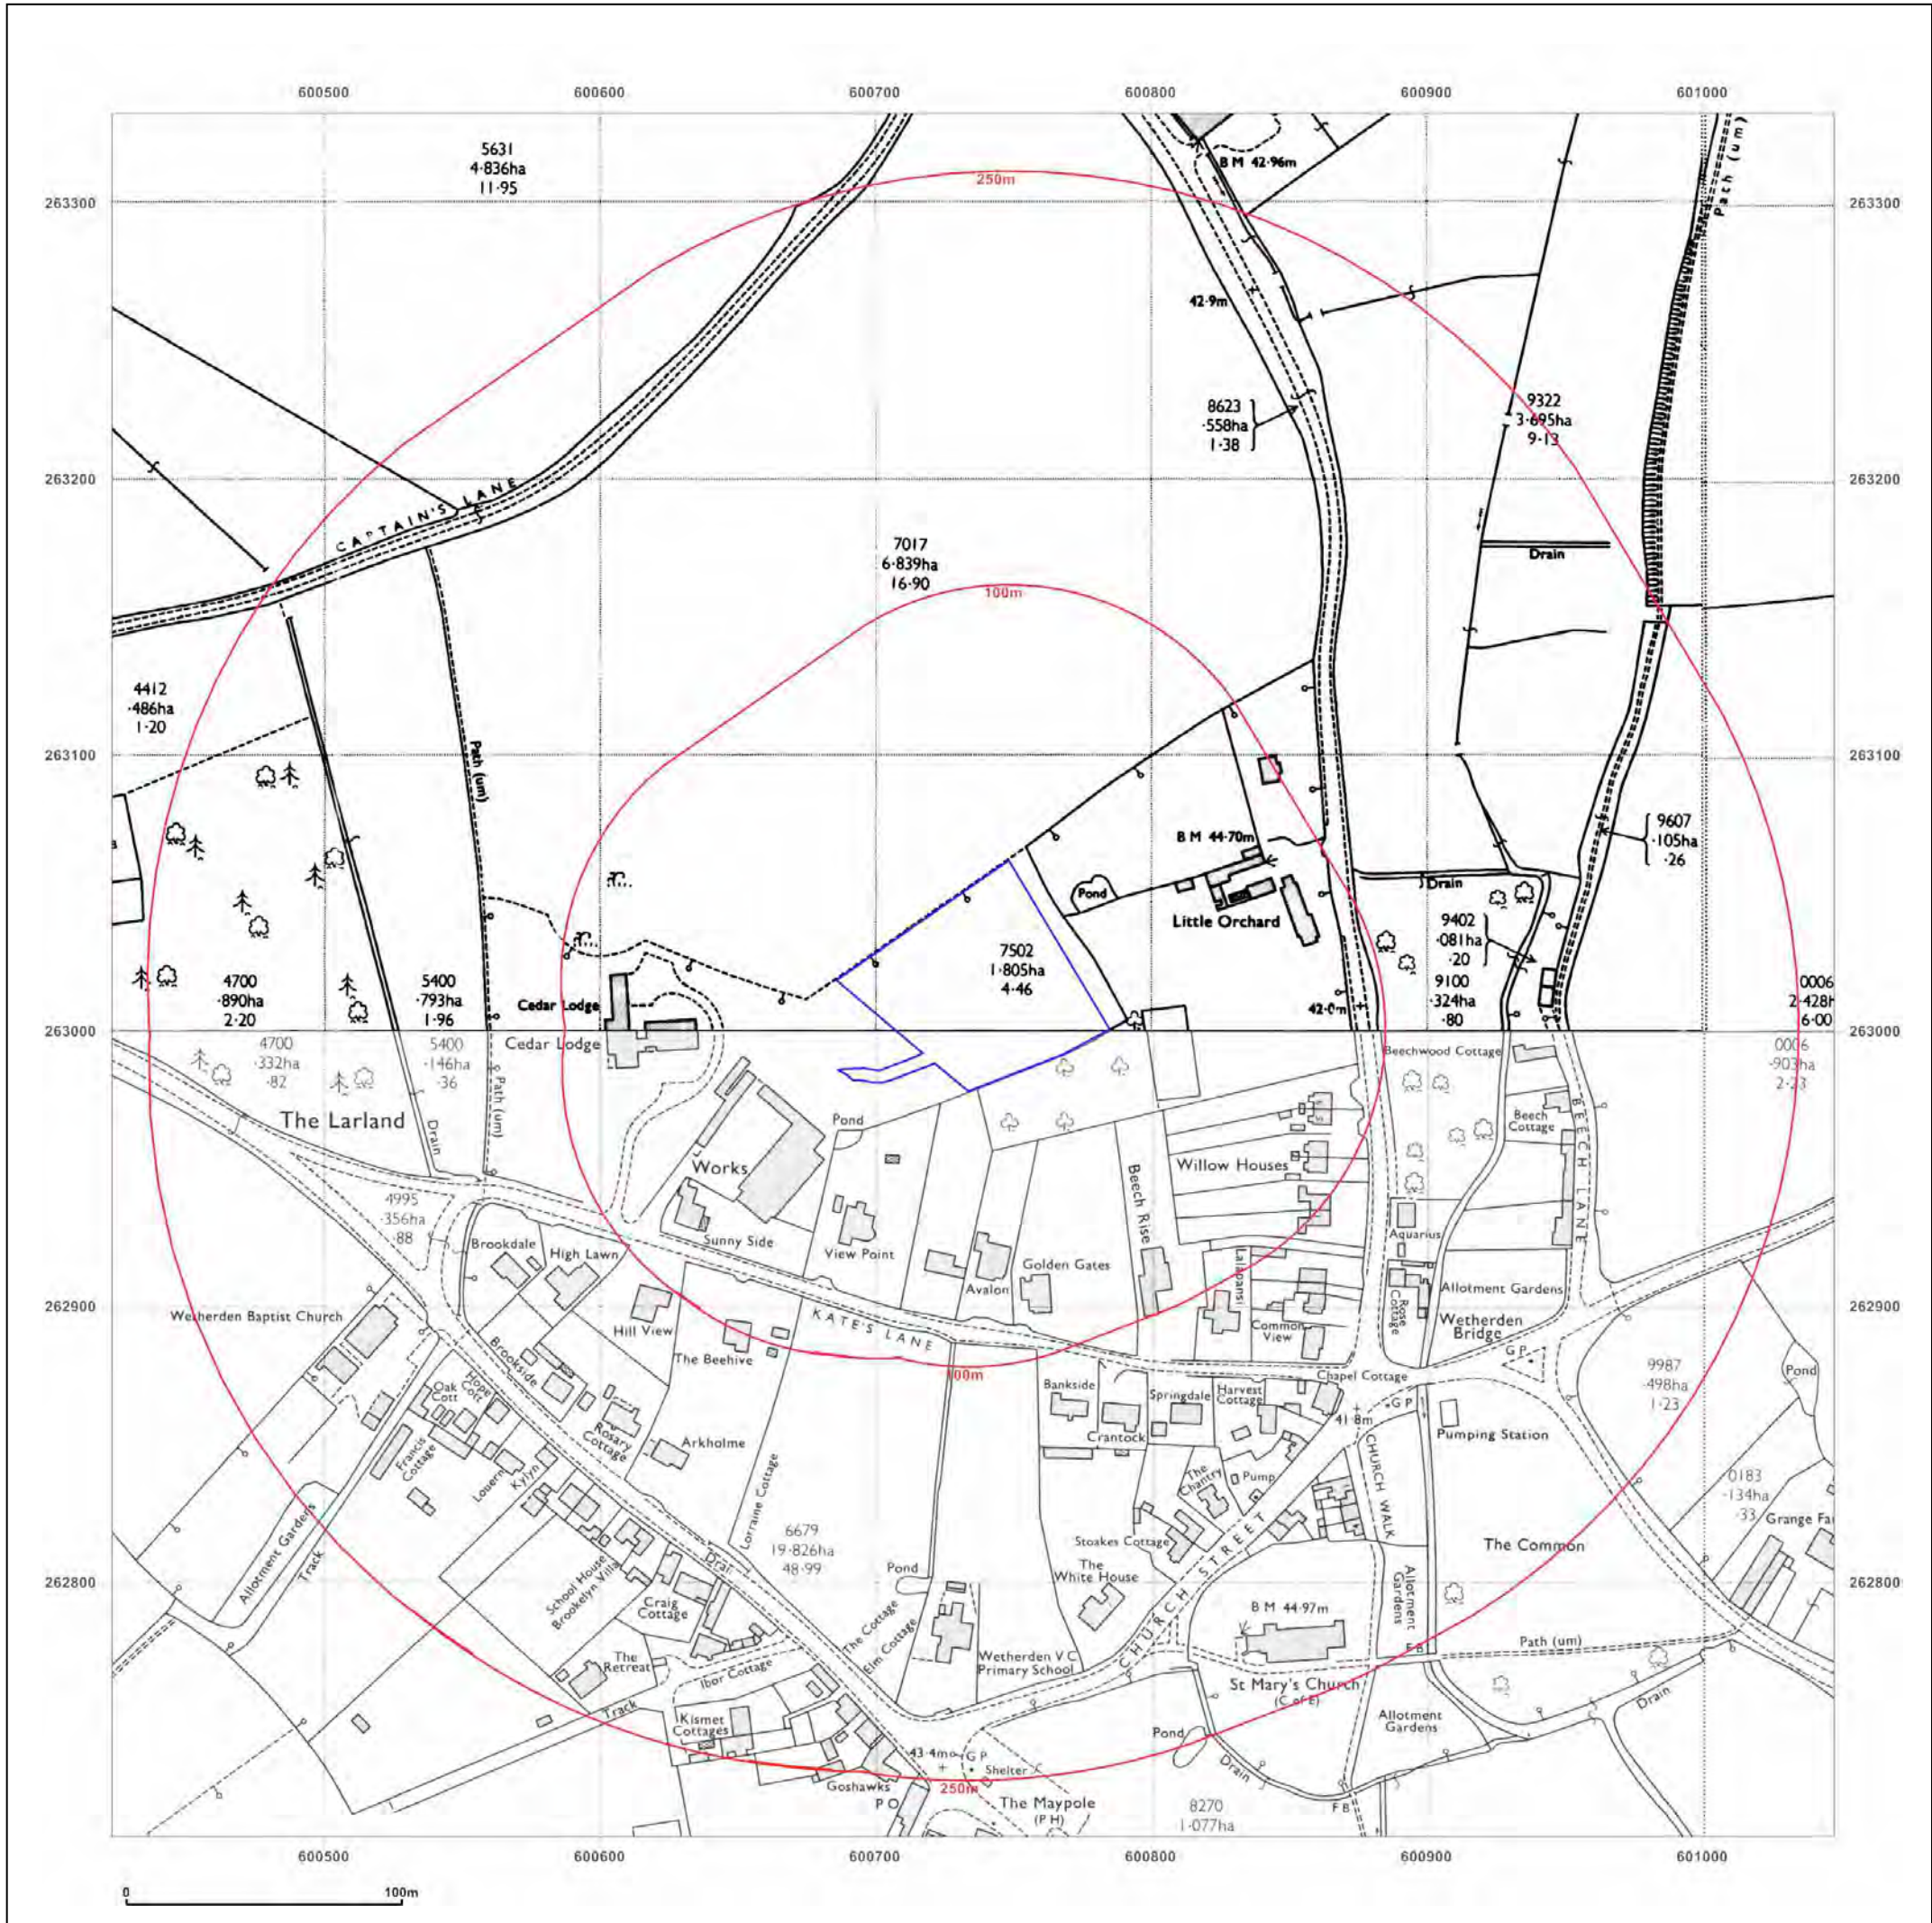 600500 600600 600700 600800 600900 601000
5631
4·836ha
11·95
B M 42·96m
Path (um)
263300 263300
250m
42·9m
8623
·558ha
1·38
9322
3·695ha
9·13
263200 263200
CAPTAIN'S LANE
7017
6·839ha
16·90
Drain
100m
4412
·486ha
1·20
Path (um)
263100 263100
9607
·105ha
·26
B M 44·70m
Pond
Drain
Little Orchard
7502
1·805ha
4·46
9402
·081ha
·20
4700
·890ha
2·20
5400
·793ha
1·96
Cedar Lodge
42·0m
9100
·324ha
·80
0006
2·428h
6·00
263000 263000
4700
·332ha
·82
5400
·146ha
·36
Path (um)
Cedar Lodge
Beechwood Cottage
0006
·903ha
2·23
The Larland
Drain
Pond
Beech
Cottage
BEECH LANE
Works
Beech Rise
Willow Houses
4995
·356ha
·88
Brookdale
High Lawn
Sunny Side
View Point
Avalon
Golden Gates
Lalapansi
Aquarius
Allotment Gardens
262900 262900
Wetherden Baptist Church
Hill View
KATE'S LANE
Common
View
Rose
Cottage
Wetherden
Bridge
G P
Brookside
The Beehive
100m
Chapel Cottage
9987
·498ha
1·23
Pond
Oak
Cott
Hope
Cott
Bankside
Springdale
Harvest
Cottage
41·8m
G P
Rosary
Cottage
Arkholme
Crantock
Pumping Station
Francis
Cottage
Louern
Kylyn
Lorraine Cottage
The
Chantry
Pump
CHURCH WALK
0183
·134ha
·33
Grange Fa
Allotment Gardens
Track
6679
19·826ha
48·99
Stoakes Cottage
CHURCH STREET
The Common
262800 262800
School House
Brookelyn Villa
Drain
Pond
The
White House
Allotment
Gardens
Craig
Cottage
B M 44·97m
The Cottage
Elm Cottage
The
Retreat
Ibor Cottage
Wetherden V C
Primary School
F B
Path (um)
St Mary's Church
(C of E)
Drain
Track
Kismet
Cottages
Allotment
Gardens
Pond
43·4m
G P
Shelter
Drain
Goshawks
250m
P O
The Maypole
(P H)
8270
1·077ha
F B
600500 600600 600700 600800 600900 601000
0 100m